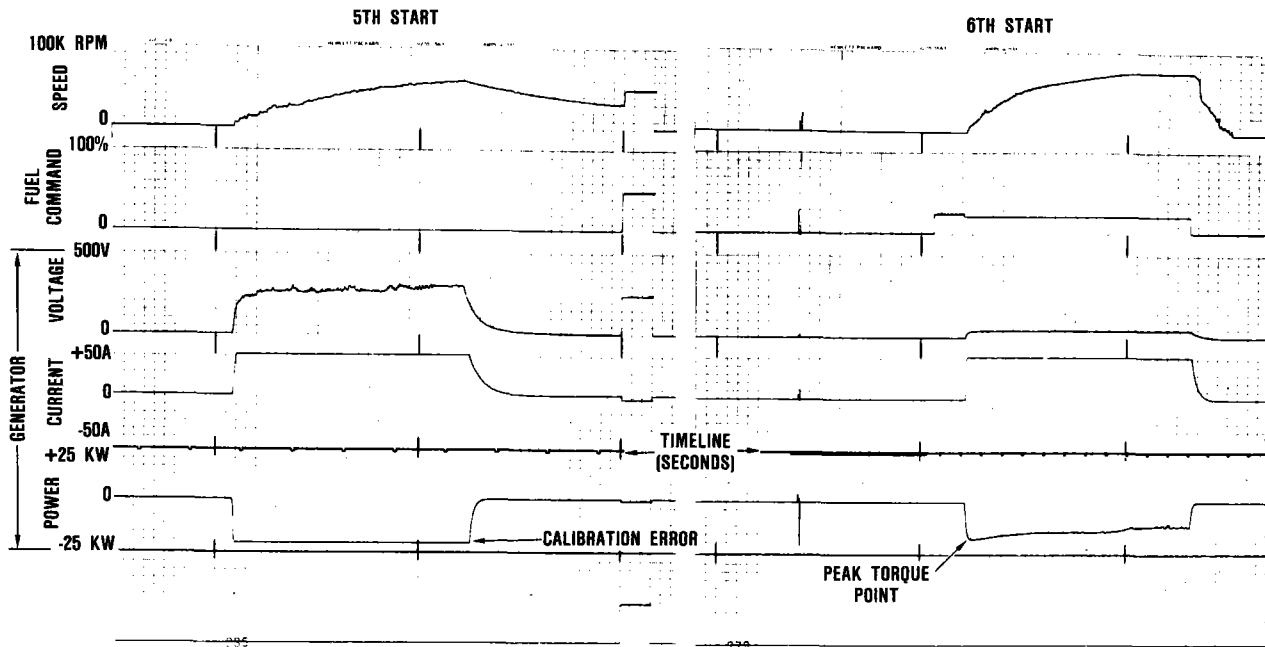 5TH START
6TH START
100K RPM
SPEED
0
100%
FUEL
COMMAND
0
GENERATOR
500V
VOLTAGE
0
+50A
CURRENT
0
-50A
TIMELINE
(SECONDS)
+25 KW
POWER
0
-25 KW
CALIBRATION ERROR
PEAK TORQUE
POINT